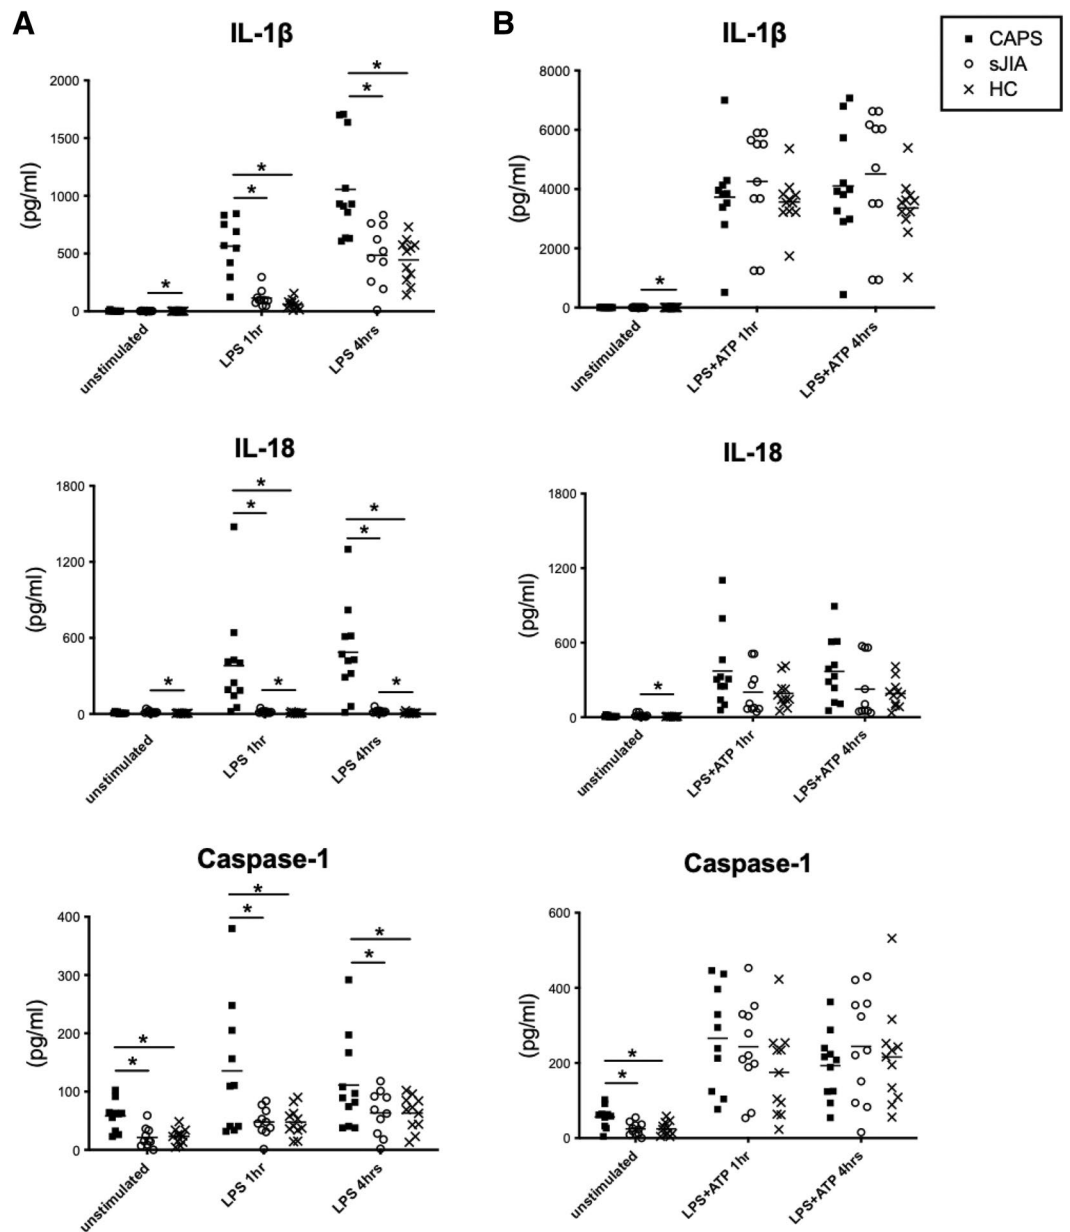 A
B
IL-1β
IL-1β
CAPS
sJIA
HC
(pg/ml)
2000
1500
1000
500
0
*
*
*
*
*
unstimulated
LPS 1hr
LPS 4hrs
(pg/ml)
8000
6000
4000
2000
0
*
unstimulated
LPS+ATP 1hr
LPS+ATP 4hrs
IL-18
(pg/ml)
1800
1200
600
0
*
*
*
*
*
*
*
unstimulated
LPS 1hr
LPS 4hrs
IL-18
(pg/ml)
1800
1200
600
0
*
unstimulated
LPS+ATP 1hr
LPS+ATP 4hrs
Caspase-1
(pg/ml)
400
300
200
100
0
*
*
*
*
*
*
unstimulated
LPS 1hr
LPS 4hrs
Caspase-1
(pg/ml)
600
400
200
0
*
*
unstimulated
LPS+ATP 1hr
LPS+ATP 4hrs